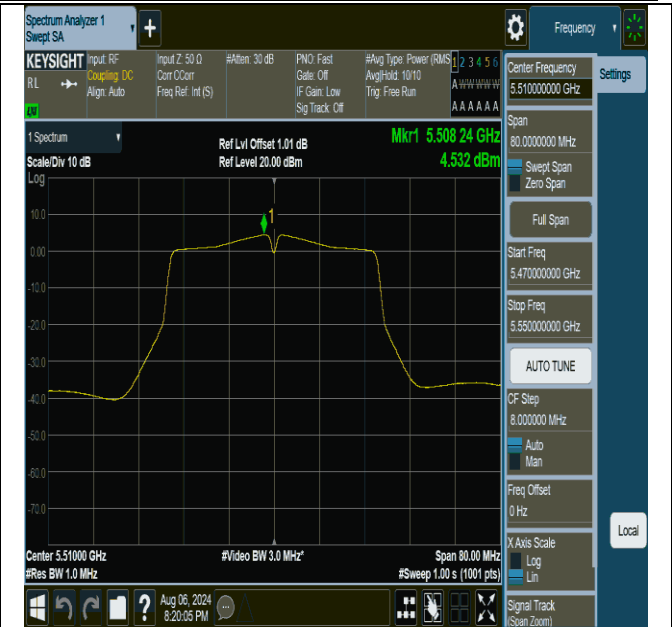 Spectrum Analyzer 1
Swept SA
+
Frequency
KEYSIGHT
RL
Input: RF
Coupling: DC
Align: Auto
Input Z: 50 Ω
Corr CCorr
Freq Ref: Int (S)
#Atten: 30 dB
PNO: Fast
Gate: Off
IF Gain: Low
Sig Track: Off
#Avg Type: Power (RMS
Avg|Hold: 10/10
Trig: Free Run
1 2 3 4 5 6
A W W W W W
A A A A A A
1 Spectrum
Scale/Div 10 dB
Log
Ref Lvl Offset 1.01 dB
Ref Level 20.00 dBm
Mkr1 5.508 24 GHz
4.532 dBm
1
10.0
0.00
-10.0
-20.0
-30.0
-40.0
-50.0
-60.0
-70.0
Center 5.51000 GHz
#Res BW 1.0 MHz
#Video BW 3.0 MHz*
Span 80.00 MHz
#Sweep 1.00 s (1001 pts)
?
Aug 06, 2024
8:20:05 PM
Center Frequency
5.510000000 GHz
Settings
Span
80.0000000 MHz
Swept Span
Zero Span
Full Span
Start Freq
5.470000000 GHz
Stop Freq
5.550000000 GHz
AUTO TUNE
CF Step
8.000000 MHz
Auto
Man
Freq Offset
0 Hz
X Axis Scale
Log
Lin
Local
Signal Track
(Span Zoom)